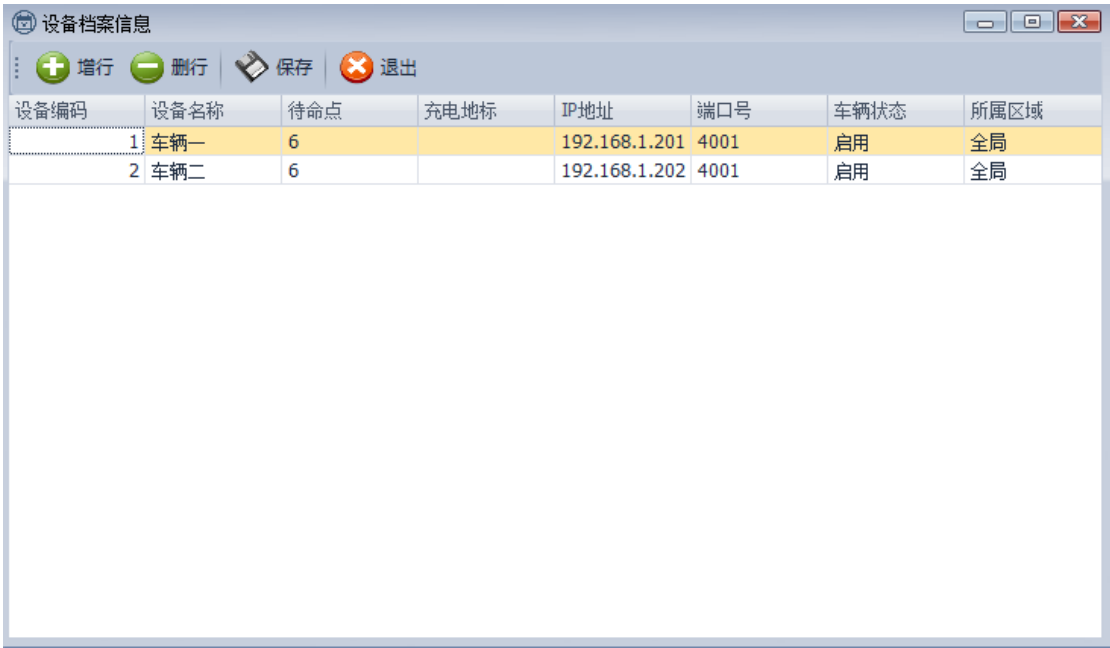 设备档案信息
增行 删行 保存 退出
设备编码 设备名称 待命点 充电地标 IP地址 端口号 车辆状态 所属区域
1 车辆一 6 192.168.1.201 4001 启用 全局
2 车辆二 6 192.168.1.202 4001 启用 全局